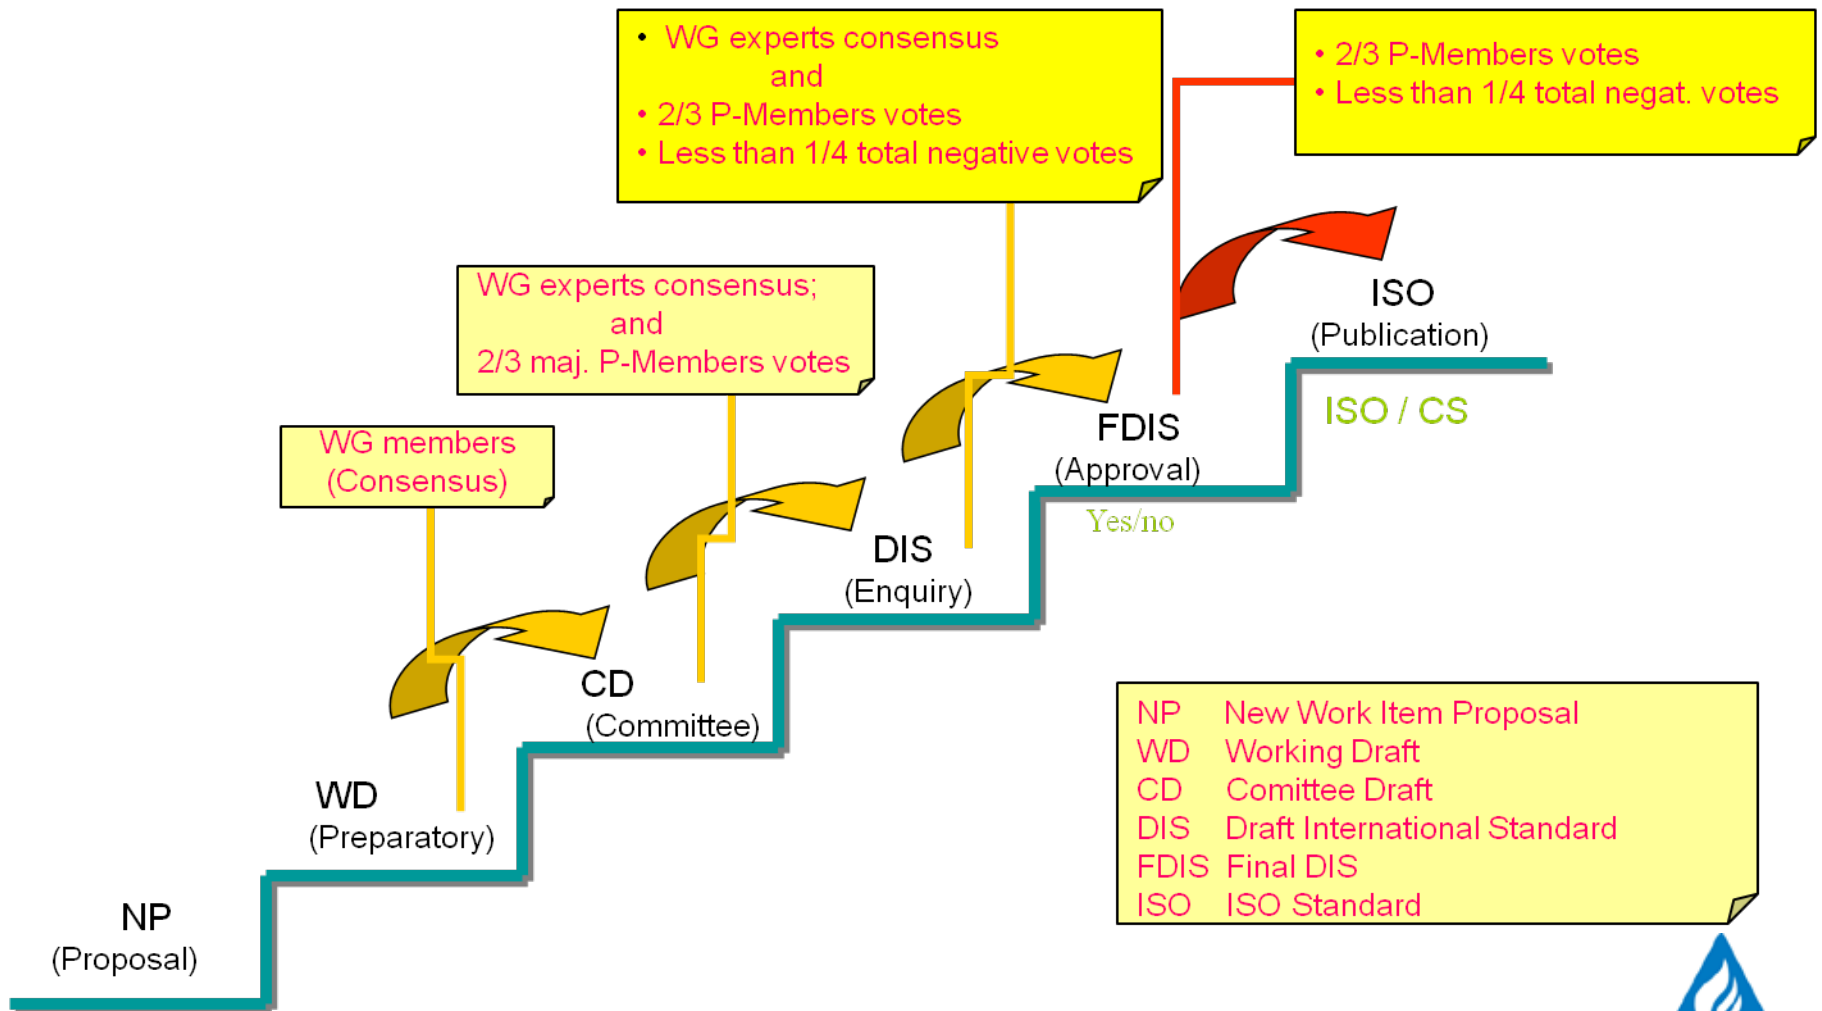 • WG experts consensus
and
• 2/3 P-Members votes
• Less than 1/4 total negative votes
• 2/3 P-Members votes
• Less than 1/4 total negat. votes
WG experts consensus;
and
2/3 maj. P-Members votes
WG members
(Consensus)
ISO
(Publication)
ISO / CS
FDIS
(Approval)
Yes/no
DIS
(Enquiry)
CD
(Committee)
WD
(Preparatory)
NP
(Proposal)
NP New Work Item Proposal
WD Working Draft
CD Comittee Draft
DIS Draft International Standard
FDIS Final DIS
ISO ISO Standard